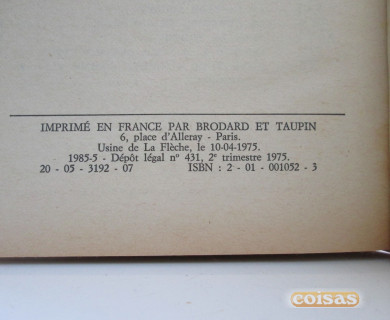 IMPRIMÉ EN FRANCE PAR BRODARD ET TAUPIN
6, place d'Alleray - Paris.
Usine de La Flèche, le 10-04-1975.
1985-5 - Dépôt légal n° 431, 2e trimestre 1975.
20 - 05 - 3192 - 07 ISBN : 2 - 01 - 001052 - 3
coisas